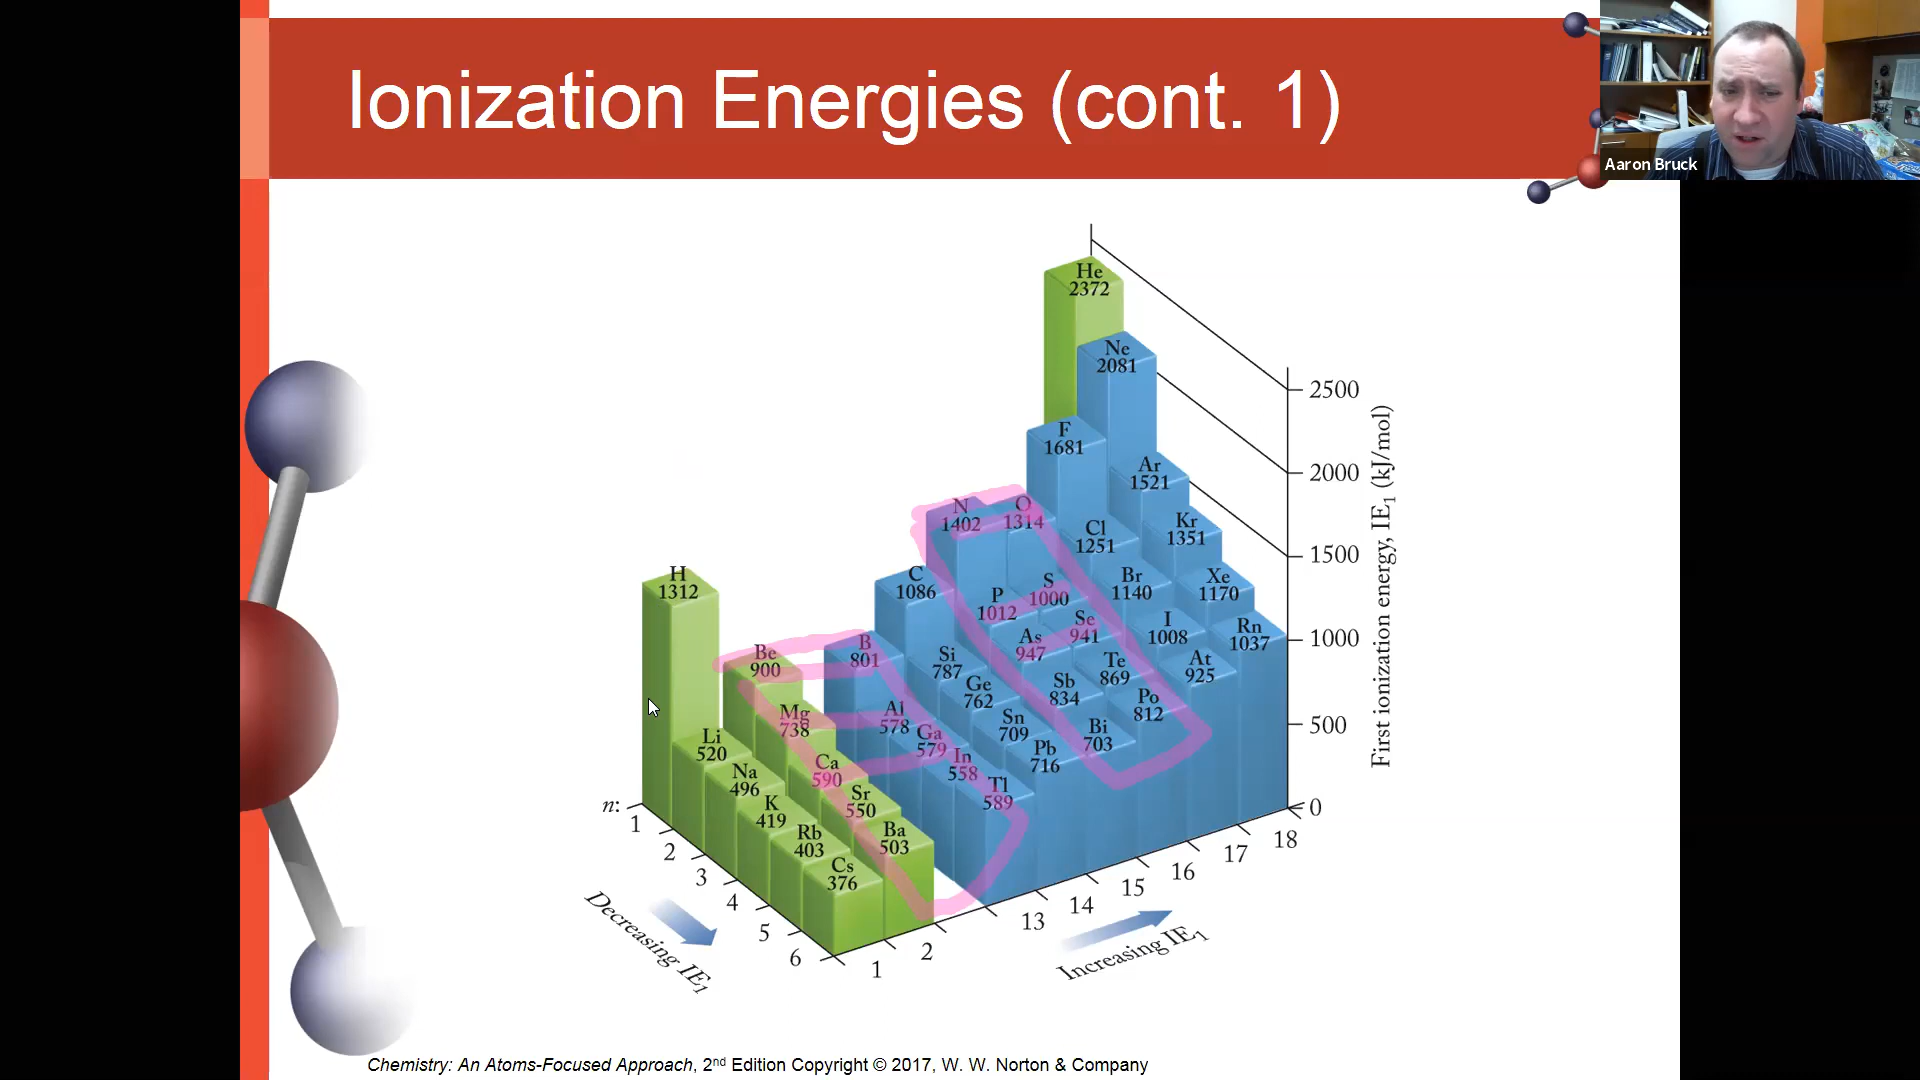 Ionization Energies (cont. 1)
Aaron Bruck
He
2372
Ne
2081
F
1681
Ar
1521
N
1402
O
1314
Cl
1251
Kr
1351
H
1312
C
1086
P
1012
S
1000
Br
1140
Xe
1170
Be
900
B
801
Si
787
As
947
Se
941
I
1008
Rn
1037
Li
520
Mg
738
Al
578
Ge
762
Sb
834
Te
869
At
925
Na
496
Ca
590
Ga
579
Sn
709
Bi
703
Po
812
K
419
Sr
550
In
558
Pb
716
Rb
403
Ba
503
Tl
589
Cs
376
2500
2000
1500
1000
500
0
First ionization energy, IE1 (kJ/mol)
n:
1
2
3
4
5
6
1
2
13
14
15
16
17
18
Decreasing IE1
Increasing IE1
Chemistry: An Atoms-Focused Approach, 2nd Edition Copyright © 2017, W. W. Norton & Company